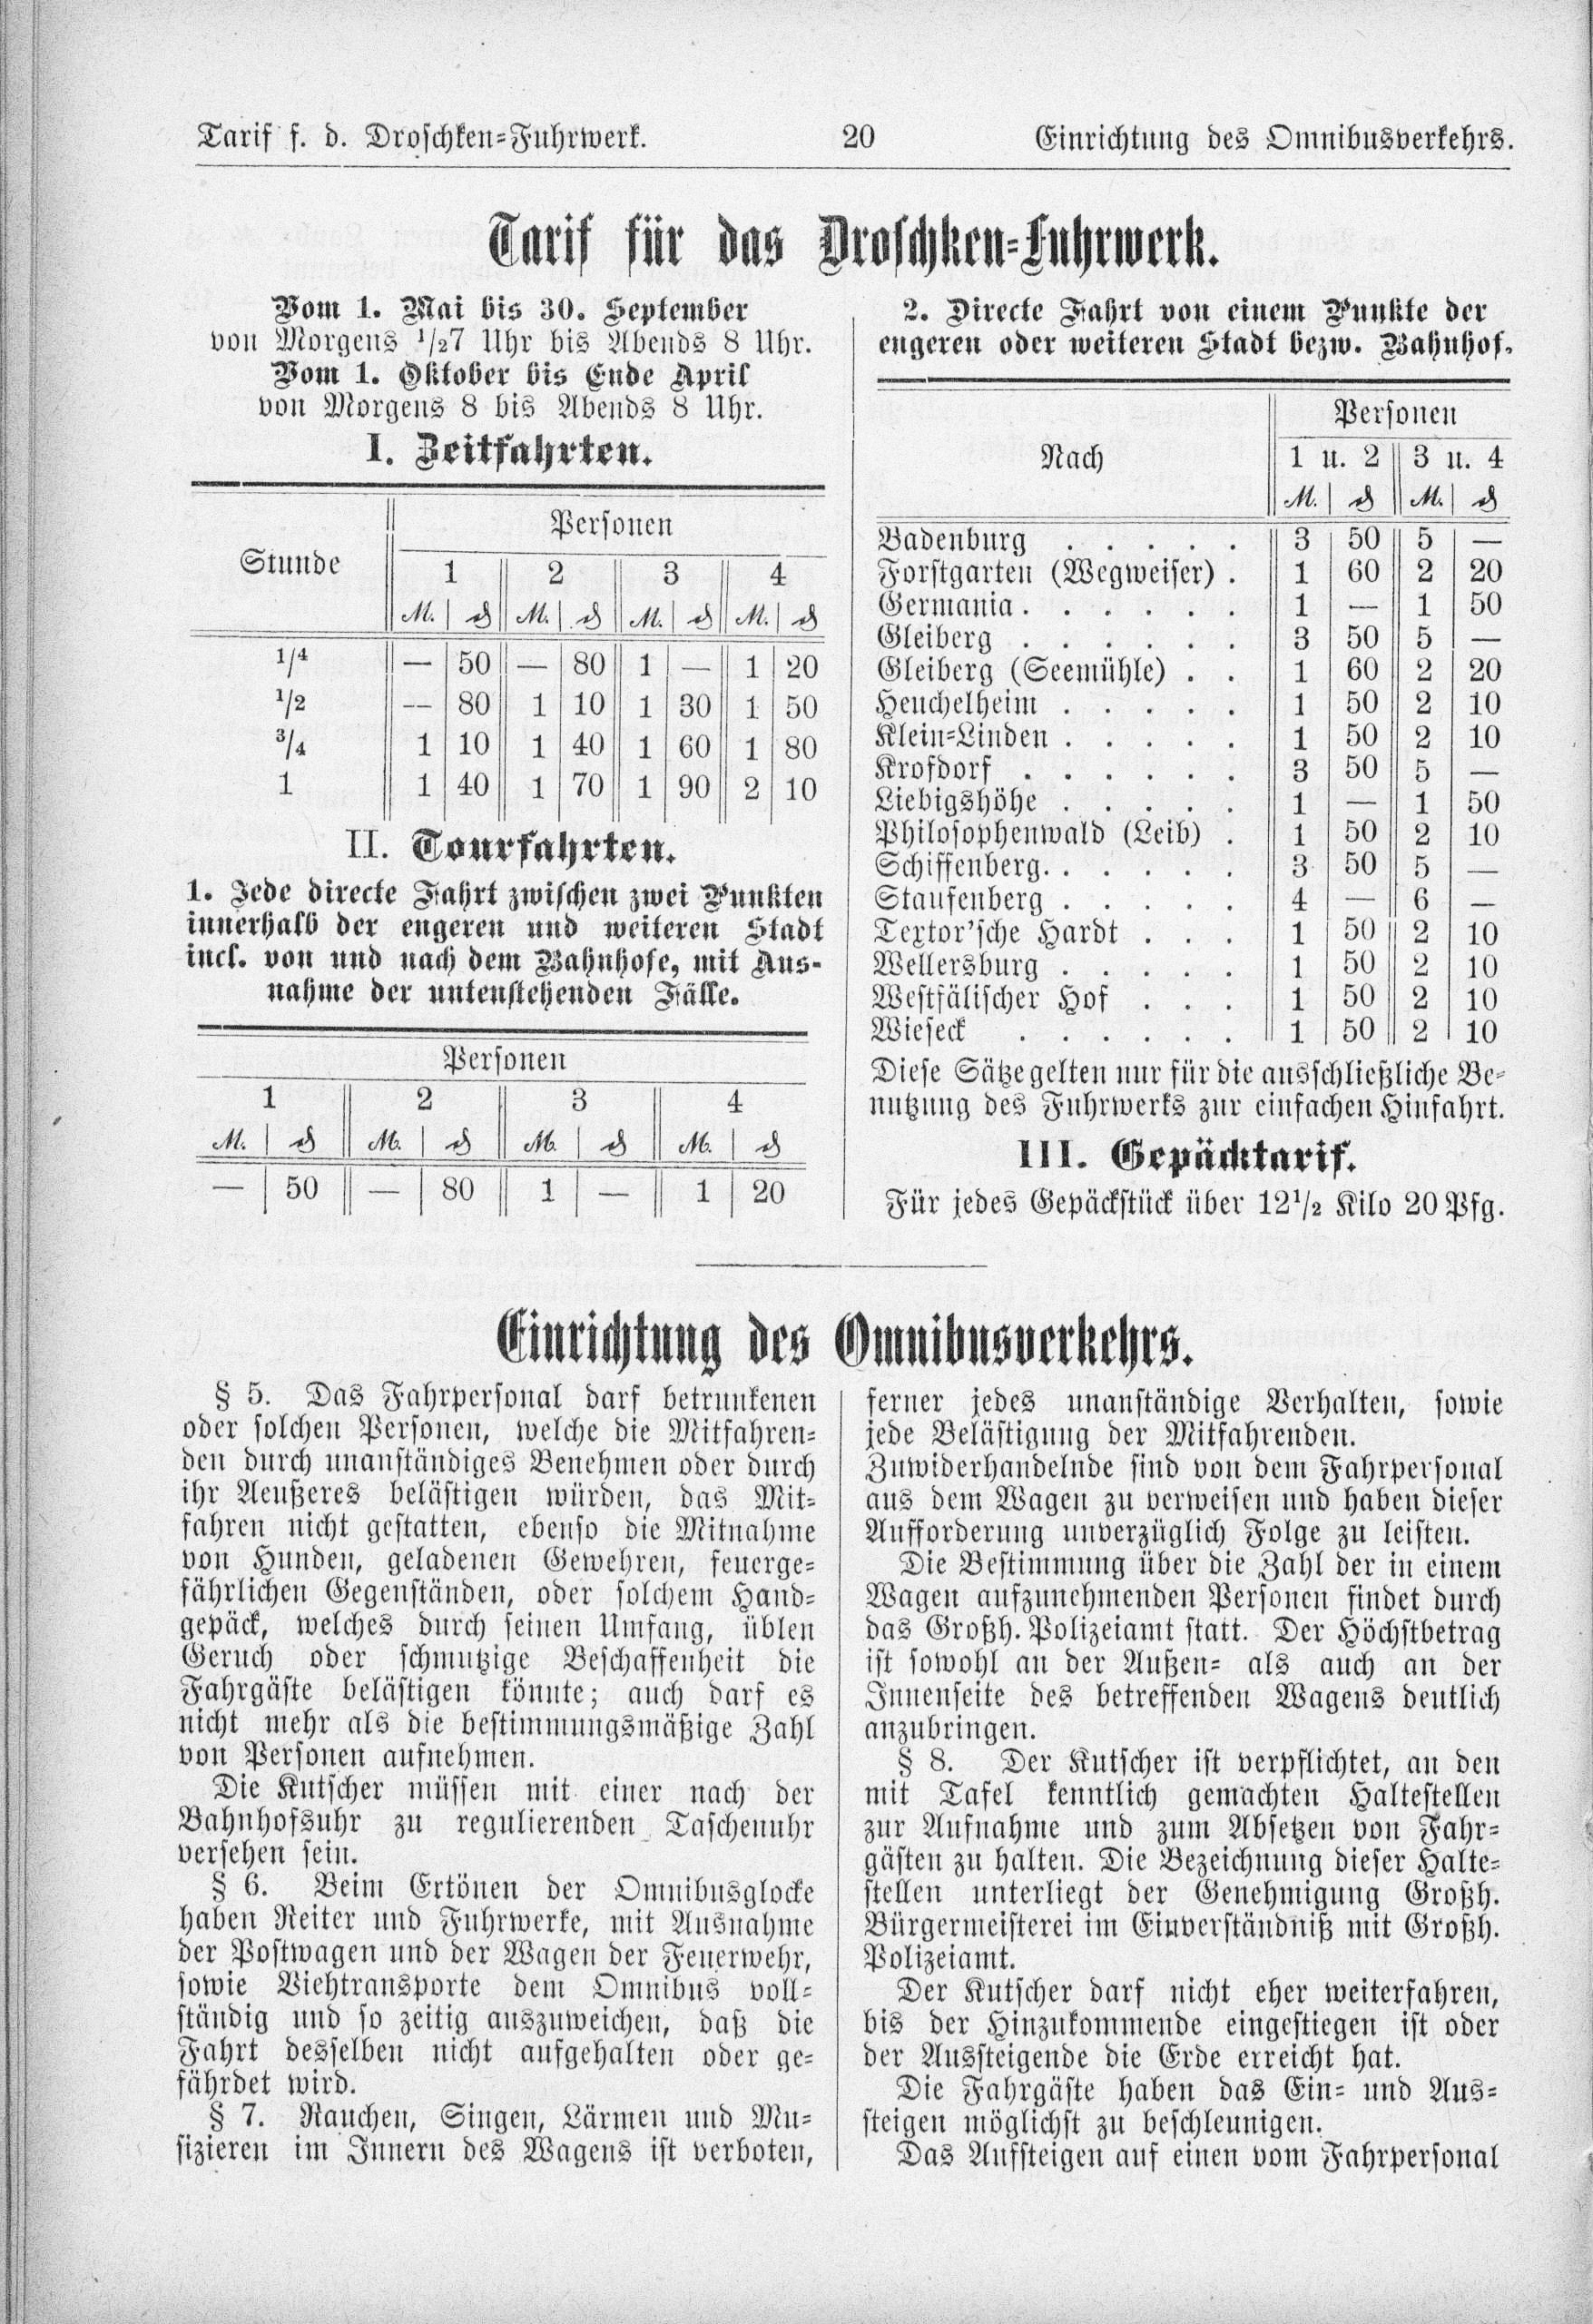 Tarif f. d. Droschken-Fuhrwerk. 20 Einrichtung des Omnibusverkehrs.
Tarif für das Droschken-Fuhrwerk.
Vom 1. Mai bis 30. September
von Morgens 1/27 Uhr bis Abends 8 Uhr.
Vom 1. Oktober bis Ende April
von Morgens 8 bis Abends 8 Uhr.
I. Zeitfahrten.
Personen
Stunde
1 2 3 4
M. ₰ M. ₰ M. ₰ M. ₰
1/4 — 50 — 80 1 — 1 20
1/2 — 80 1 10 1 30 1 50
3/4 1 10 1 40 1 60 1 80
1 1 40 1 70 1 90 2 10
II. Tourfahrten.
1. Jede directe Fahrt zwischen zwei Punkten
innerhalb der engeren und weiteren Stadt
incl. von und nach dem Bahnhofe, mit Aus-
nahme der untenstehenden Fälle.
Personen
1 2 3 4
M. ₰ M. ₰ M. ₰ M. ₰
— 50 — 80 1 — 1 20
2. Directe Fahrt von einem Punkte der
engeren oder weiteren Stadt bezw. Bahnhof.
Personen
Nach 1 u. 2 3 u. 4
M. ₰ M. ₰
Badenburg . . . . . 3 50 5 —
Forstgarten (Wegweiser) . 1 60 2 20
Germania . . . . . . 1 — 1 50
Gleiberg . . . . . . 3 50 5 —
Gleiberg (Seemühle) . . 1 60 2 20
Heuchelheim . . . . . 1 50 2 10
Klein-Linden . . . . . 1 50 2 10
Krofdorf . . . . . . 3 50 5 —
Liebigshöhe . . . . . 1 — 1 50
Philosophenwald (Leib) . 1 50 2 10
Schiffenberg. . . . . . 3 50 5 —
Staufenberg . . . . . 4 — 6 —
Textor'sche Hardt . . . 1 50 2 10
Wellersburg . . . . . 1 50 2 10
Westfälischer Hof . . . 1 50 2 10
Wieseck . . . . . . 1 50 2 10
Diese Sätze gelten nur für die ausschließliche Be-
nutzung des Fuhrwerks zur einfachen Hinfahrt.
III. Gepäcktarif.
Für jedes Gepäckstück über 12 1/2 Kilo 20 Pfg.
Einrichtung des Omnibusverkehrs.
§ 5. Das Fahrpersonal darf betrunkenen
oder solchen Personen, welche die Mitfahren-
den durch unanständiges Benehmen oder durch
ihr Aeußeres belästigen würden, das Mit-
fahren nicht gestatten, ebenso die Mitnahme
von Hunden, geladenen Gewehren, feuerge-
fährlichen Gegenständen, oder solchem Hand-
gepäck, welches durch seinen Umfang, üblen
Geruch oder schmutzige Beschaffenheit die
Fahrgäste belästigen könnte; auch darf es
nicht mehr als die bestimmungsmäßige Zahl
von Personen aufnehmen.
Die Kutscher müssen mit einer nach der
Bahnhofsuhr zu regulierenden Taschenuhr
versehen sein.
§ 6. Beim Ertönen der Omnibusglocke
haben Reiter und Fuhrwerke, mit Ausnahme
der Postwagen und der Wagen der Feuerwehr,
sowie Viehtransporte dem Omnibus voll-
ständig und so zeitig auszuweichen, daß die
Fahrt desselben nicht aufgehalten oder ge-
fährdet wird.
§ 7. Rauchen, Singen, Lärmen und Mu-
sizieren im Innern des Wagens ist verboten,
ferner jedes unanständige Verhalten, sowie
jede Belästigung der Mitfahrenden.
Zuwiderhandelnde sind von dem Fahrpersonal
aus dem Wagen zu verweisen und haben dieser
Aufforderung unverzüglich Folge zu leisten.
Die Bestimmung über die Zahl der in einem
Wagen aufzunehmenden Personen findet durch
das Großh. Polizeiamt statt. Der Höchstbetrag
ist sowohl an der Außen- als auch an der
Innenseite des betreffenden Wagens deutlich
anzubringen.
§ 8. Der Kutscher ist verpflichtet, an den
mit Tafel kenntlich gemachten Haltestellen
zur Aufnahme und zum Absetzen von Fahr-
gästen zu halten. Die Bezeichnung dieser Halte-
stellen unterliegt der Genehmigung Großh.
Bürgermeisterei im Einverständniß mit Großh.
Polizeiamt.
Der Kutscher darf nicht eher weiterfahren,
bis der Hinzukommende eingestiegen ist oder
der Aussteigende die Erde erreicht hat.
Die Fahrgäste haben das Ein- und Aus-
steigen möglichst zu beschleunigen.
Das Aufsteigen auf einen vom Fahrpersonal